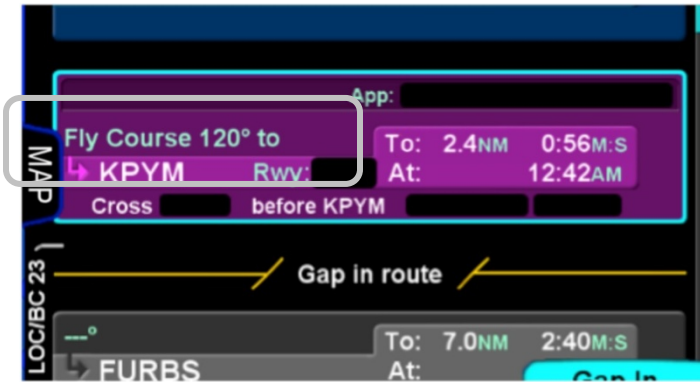 App:
Fly Course 120° to
To: 2.4NM 0:56M:S
KPYM Rwy:
At: 12:42AM
MAP
Cross before KPYM
Gap in route
LOC/BC 23
---°
To: 7.0NM 2:40M:S
FURBS
At:
Gap In